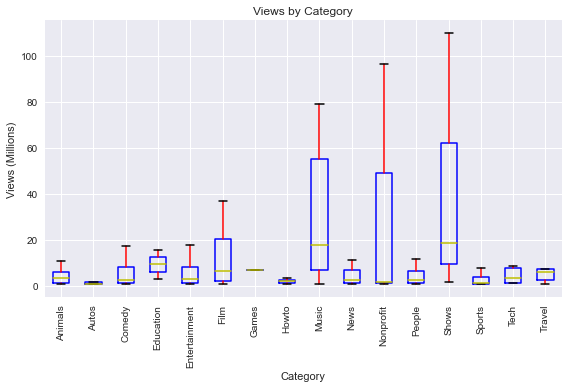 Views by Category
Views (Millions)
100
80
60
40
20
0
Animals
Autos
Comedy
Education
Entertainment
Film
Games
Howto
Music
News
Nonprofit
People
Shows
Sports
Tech
Travel
Category